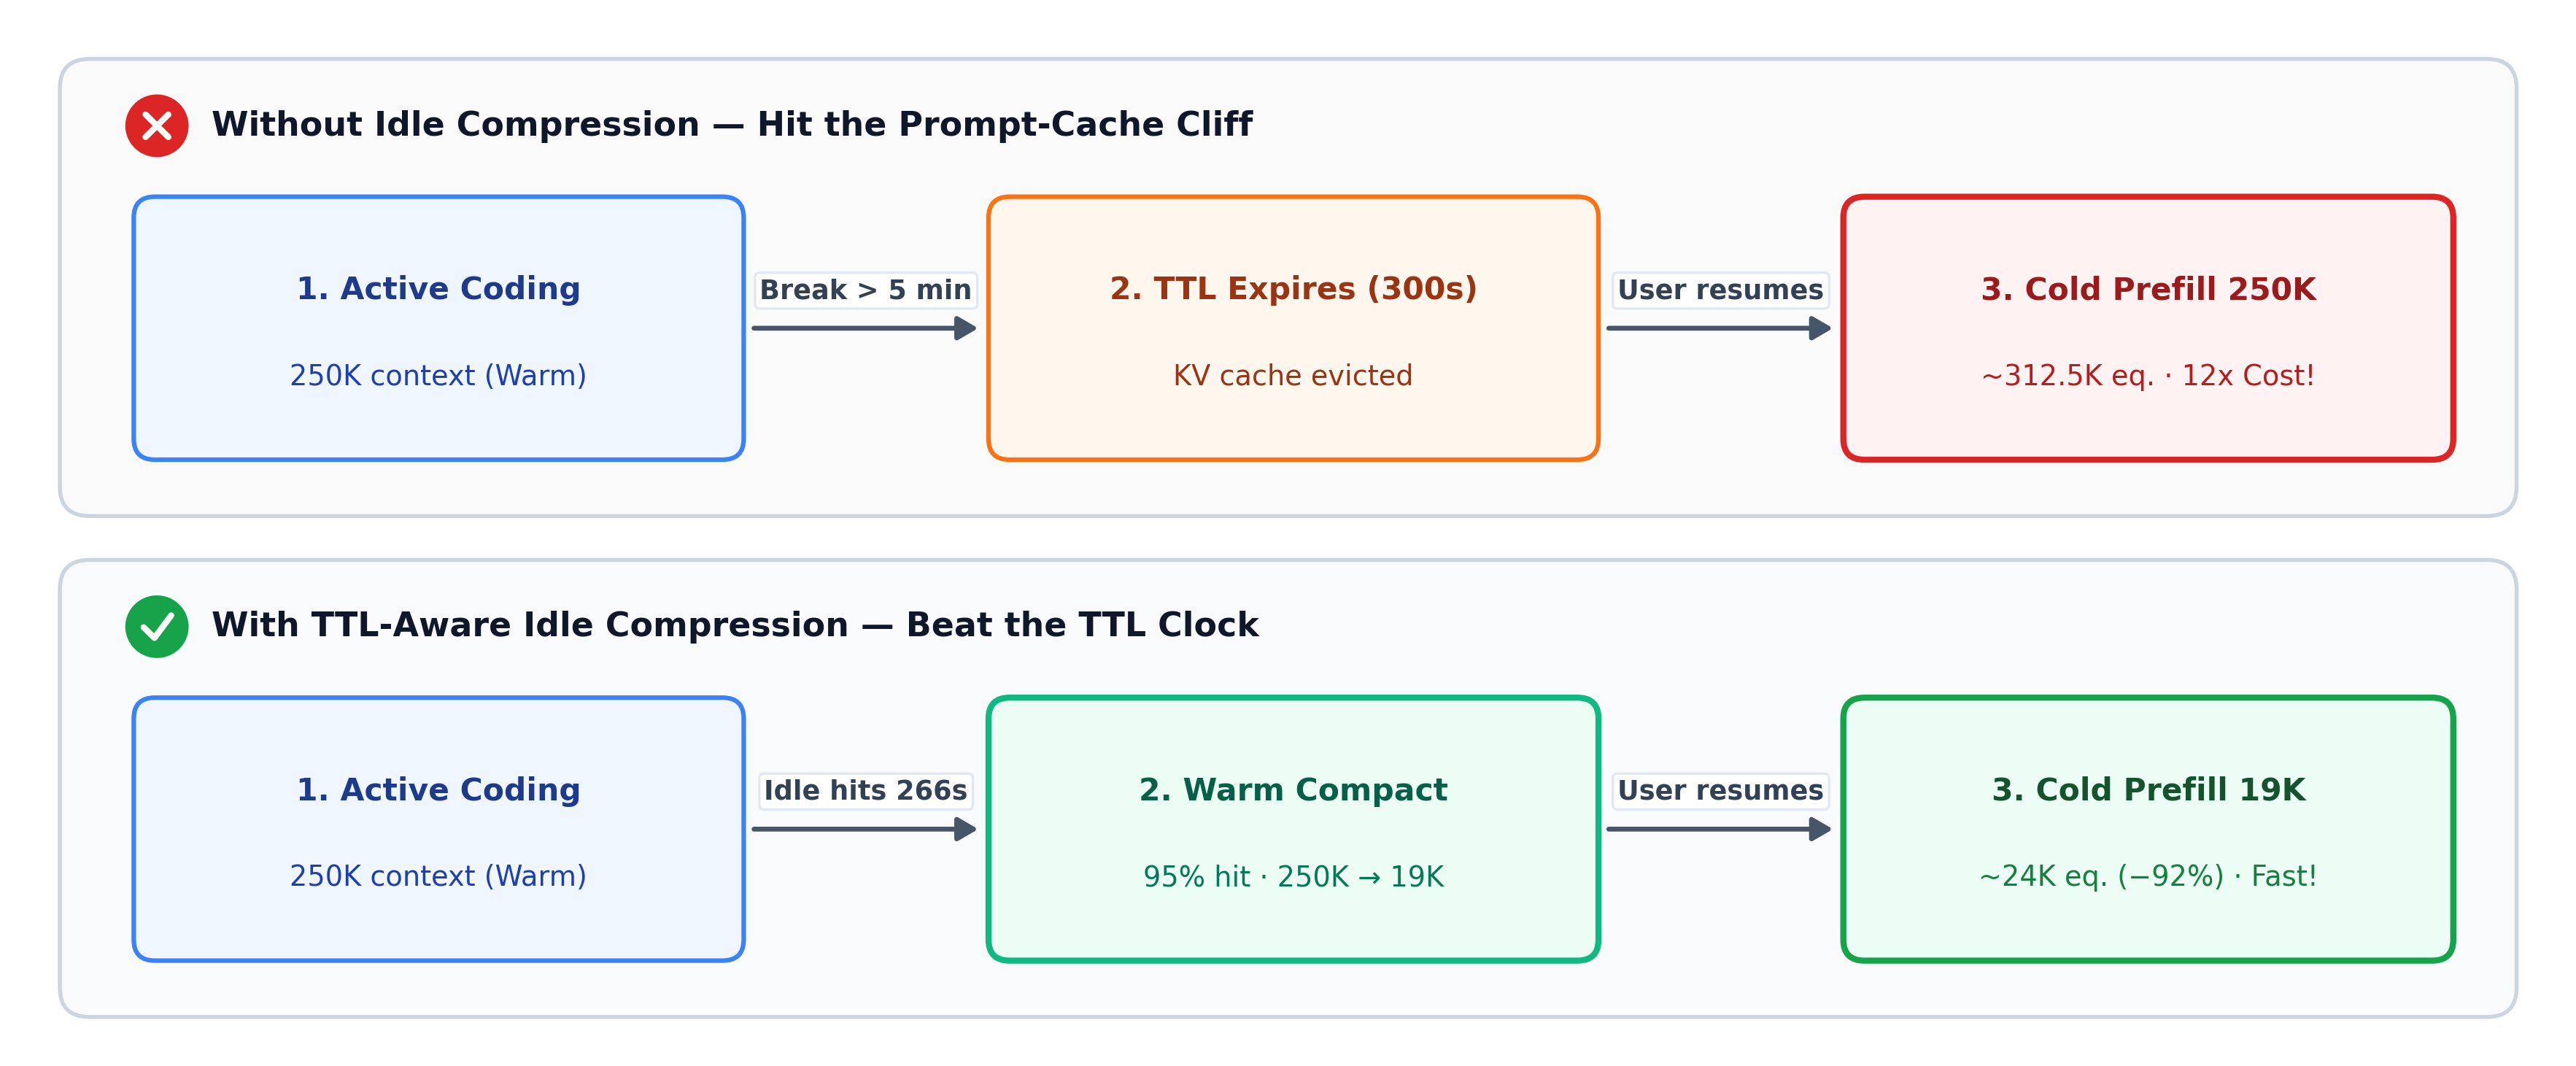 Without Idle Compression — Hit the Prompt-Cache Cliff
1. Active Coding
250K context (Warm)
Break > 5 min
2. TTL Expires (300s)
KV cache evicted
User resumes
3. Cold Prefill 250K
~312.5K eq. · 12x Cost!
With TTL-Aware Idle Compression — Beat the TTL Clock
1. Active Coding
250K context (Warm)
Idle hits 266s
2. Warm Compact
95% hit · 250K → 19K
User resumes
3. Cold Prefill 19K
~24K eq. (−92%) · Fast!